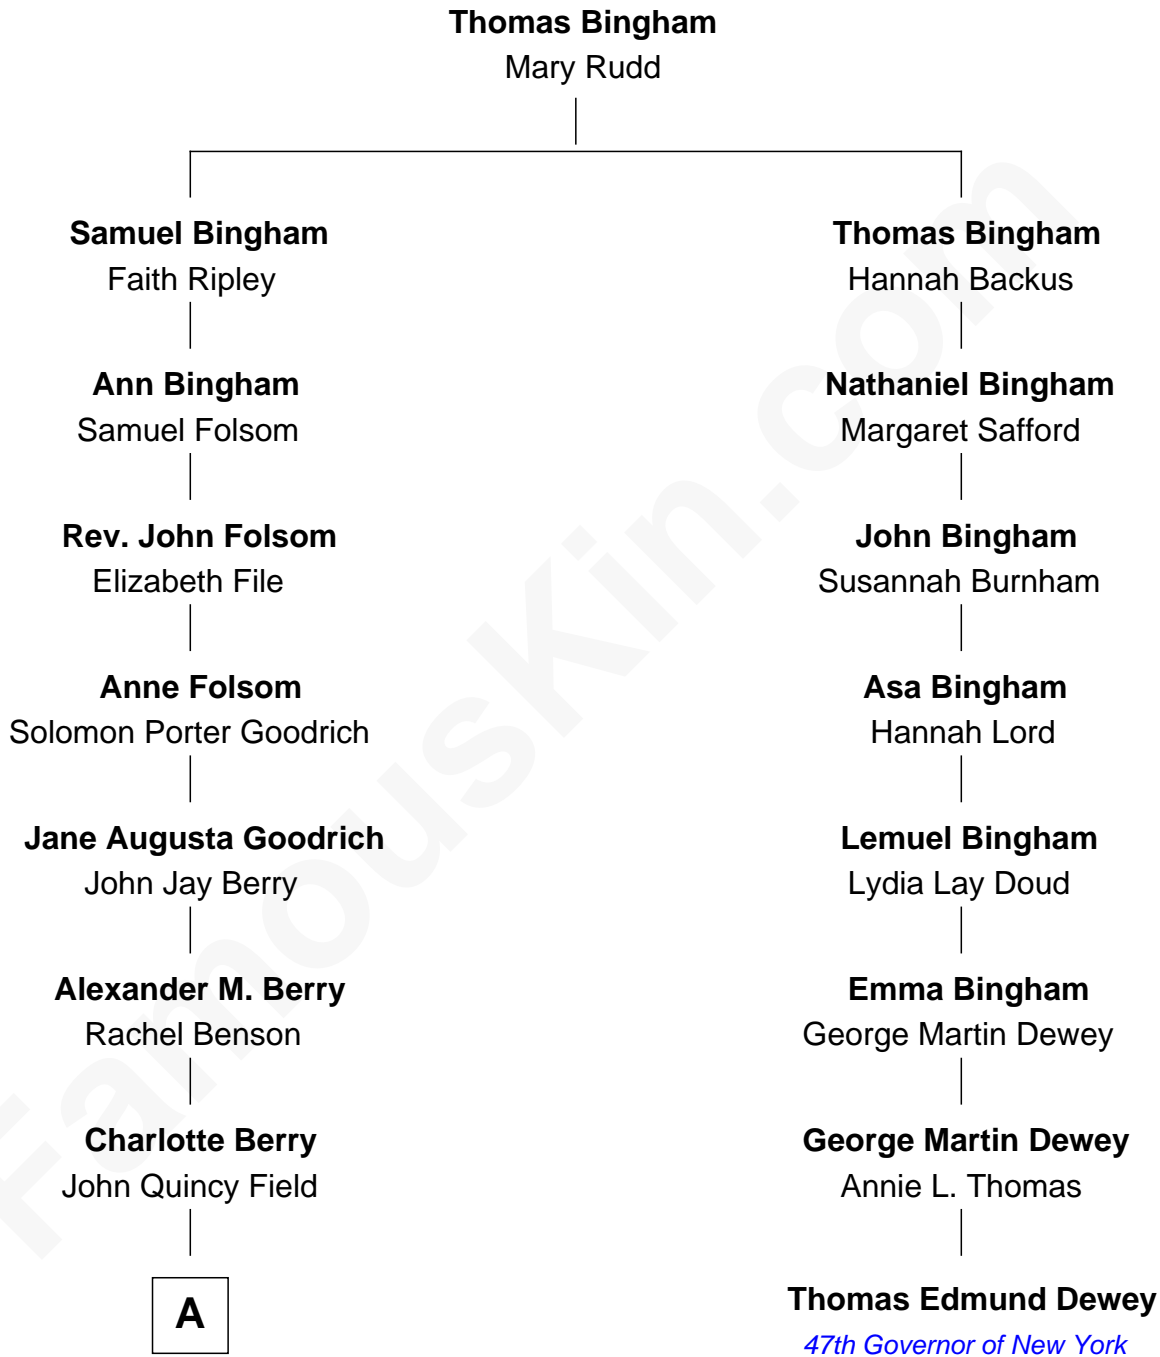 Thomas Bingham
Mary Rudd
Samuel Bingham
Faith Ripley
Thomas Bingham
Hannah Backus
Ann Bingham
Samuel Folsom
Nathaniel Bingham
Margaret Safford
Rev. John Folsom
Elizabeth File
John Bingham
Susannah Burnham
Anne Folsom
Solomon Porter Goodrich
Asa Bingham
Hannah Lord
Jane Augusta Goodrich
John Jay Berry
Lemuel Bingham
Lydia Lay Doud
Alexander M. Berry
Rachel Benson
Emma Bingham
George Martin Dewey
Charlotte Berry
John Quincy Field
George Martin Dewey
Annie L. Thomas
A
Thomas Edmund Dewey
47th Governor of New York
FamousKin.com